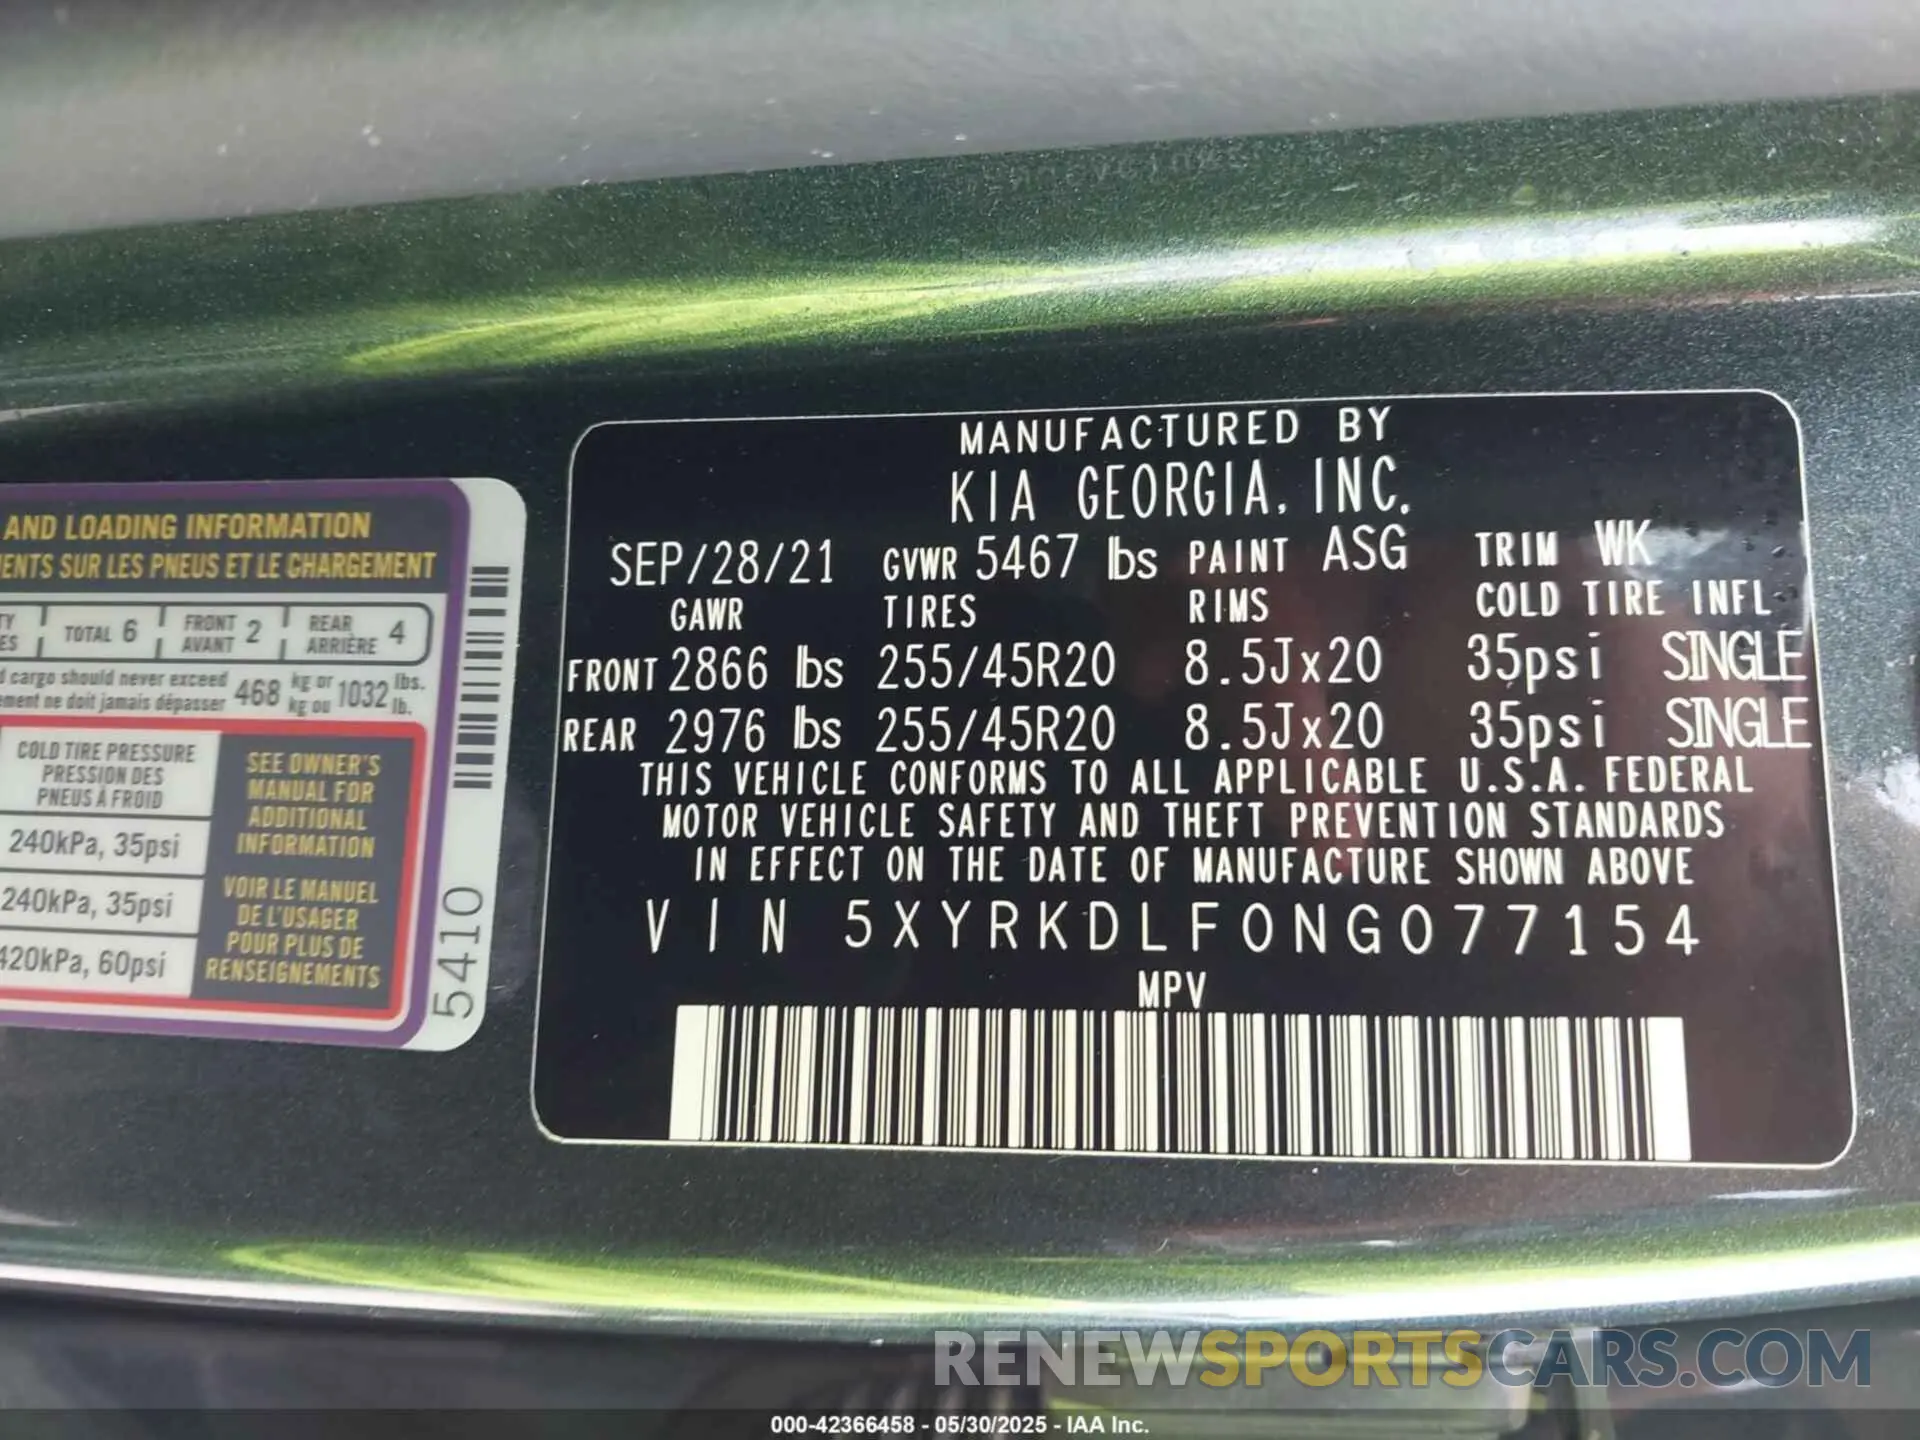 AND LOADING INFORMATION
ENTS SUR LES PNEUS ET LE CHARGEMENT
TOTAL 6
FRONT AVANT 2
REAR ARRIÈRE 4
cargo should never exceed 468 kg or 1032 lbs.
ment ne doit jamais dépasser kg ou lb.
COLD TIRE PRESSURE
PRESSION DES
PNEUS À FROID
240kPa, 35psi
240kPa, 35psi
420kPa, 60psi
SEE OWNER'S
MANUAL FOR
ADDITIONAL
INFORMATION
VOIR LE MANUEL
DE L'USAGER
POUR PLUS DE
RENSEIGNEMENTS
5410
MANUFACTURED BY
KIA GEORGIA, INC.
SEP/28/21 GVWR 5467 lbs PAINT ASG TRIM WK
GAWR TIRES RIMS COLD TIRE INFL
FRONT 2866 lbs 255/45R20 8.5Jx20 35psi SINGLE
REAR 2976 lbs 255/45R20 8.5Jx20 35psi SINGLE
THIS VEHICLE CONFORMS TO ALL APPLICABLE U.S.A. FEDERAL
MOTOR VEHICLE SAFETY AND THEFT PREVENTION STANDARDS
IN EFFECT ON THE DATE OF MANUFACTURE SHOWN ABOVE
VIN 5XYRKDLF0NG077154
MPV
RENEWSPORTSCARS.COM
000-42366458 - 05/30/2025 - IAA Inc.